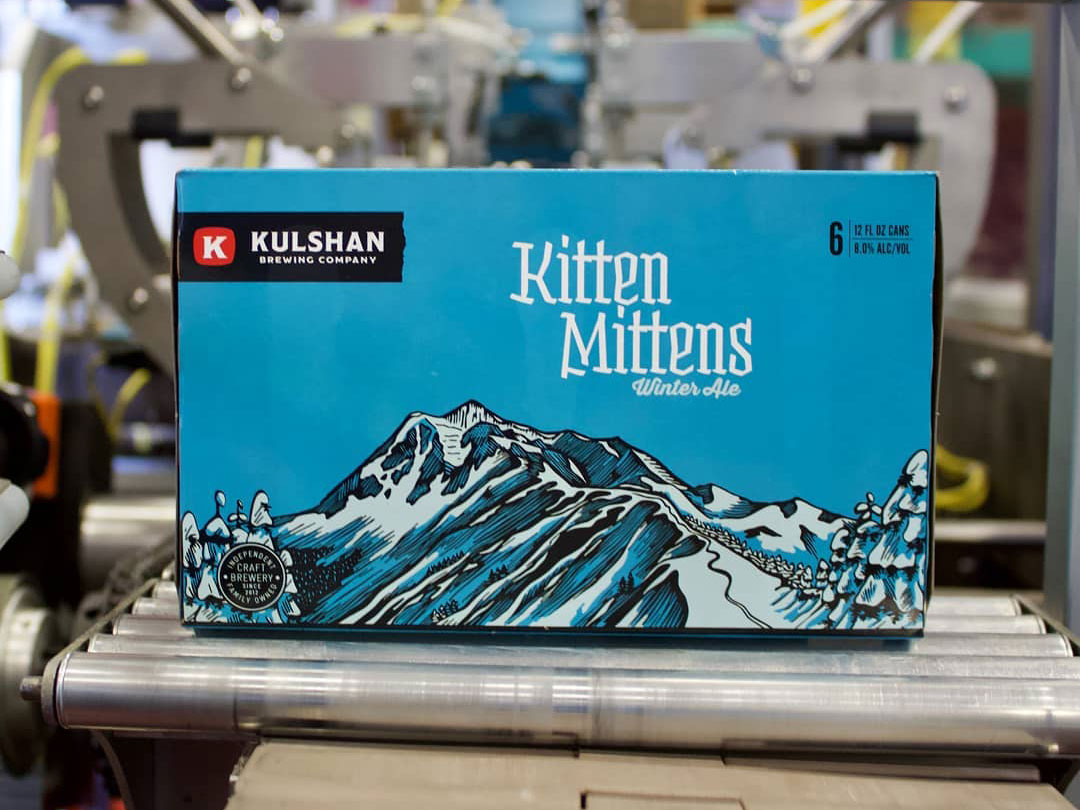 K
KULSHAN
BREWING COMPANY
Kitten
Mittens
Winter Ale
6
12 FL OZ CANS
8.0% ALC/VOL
INDEPENDENT
CRAFT
BREWERY
SINCE
2012
FAMILY OWNED